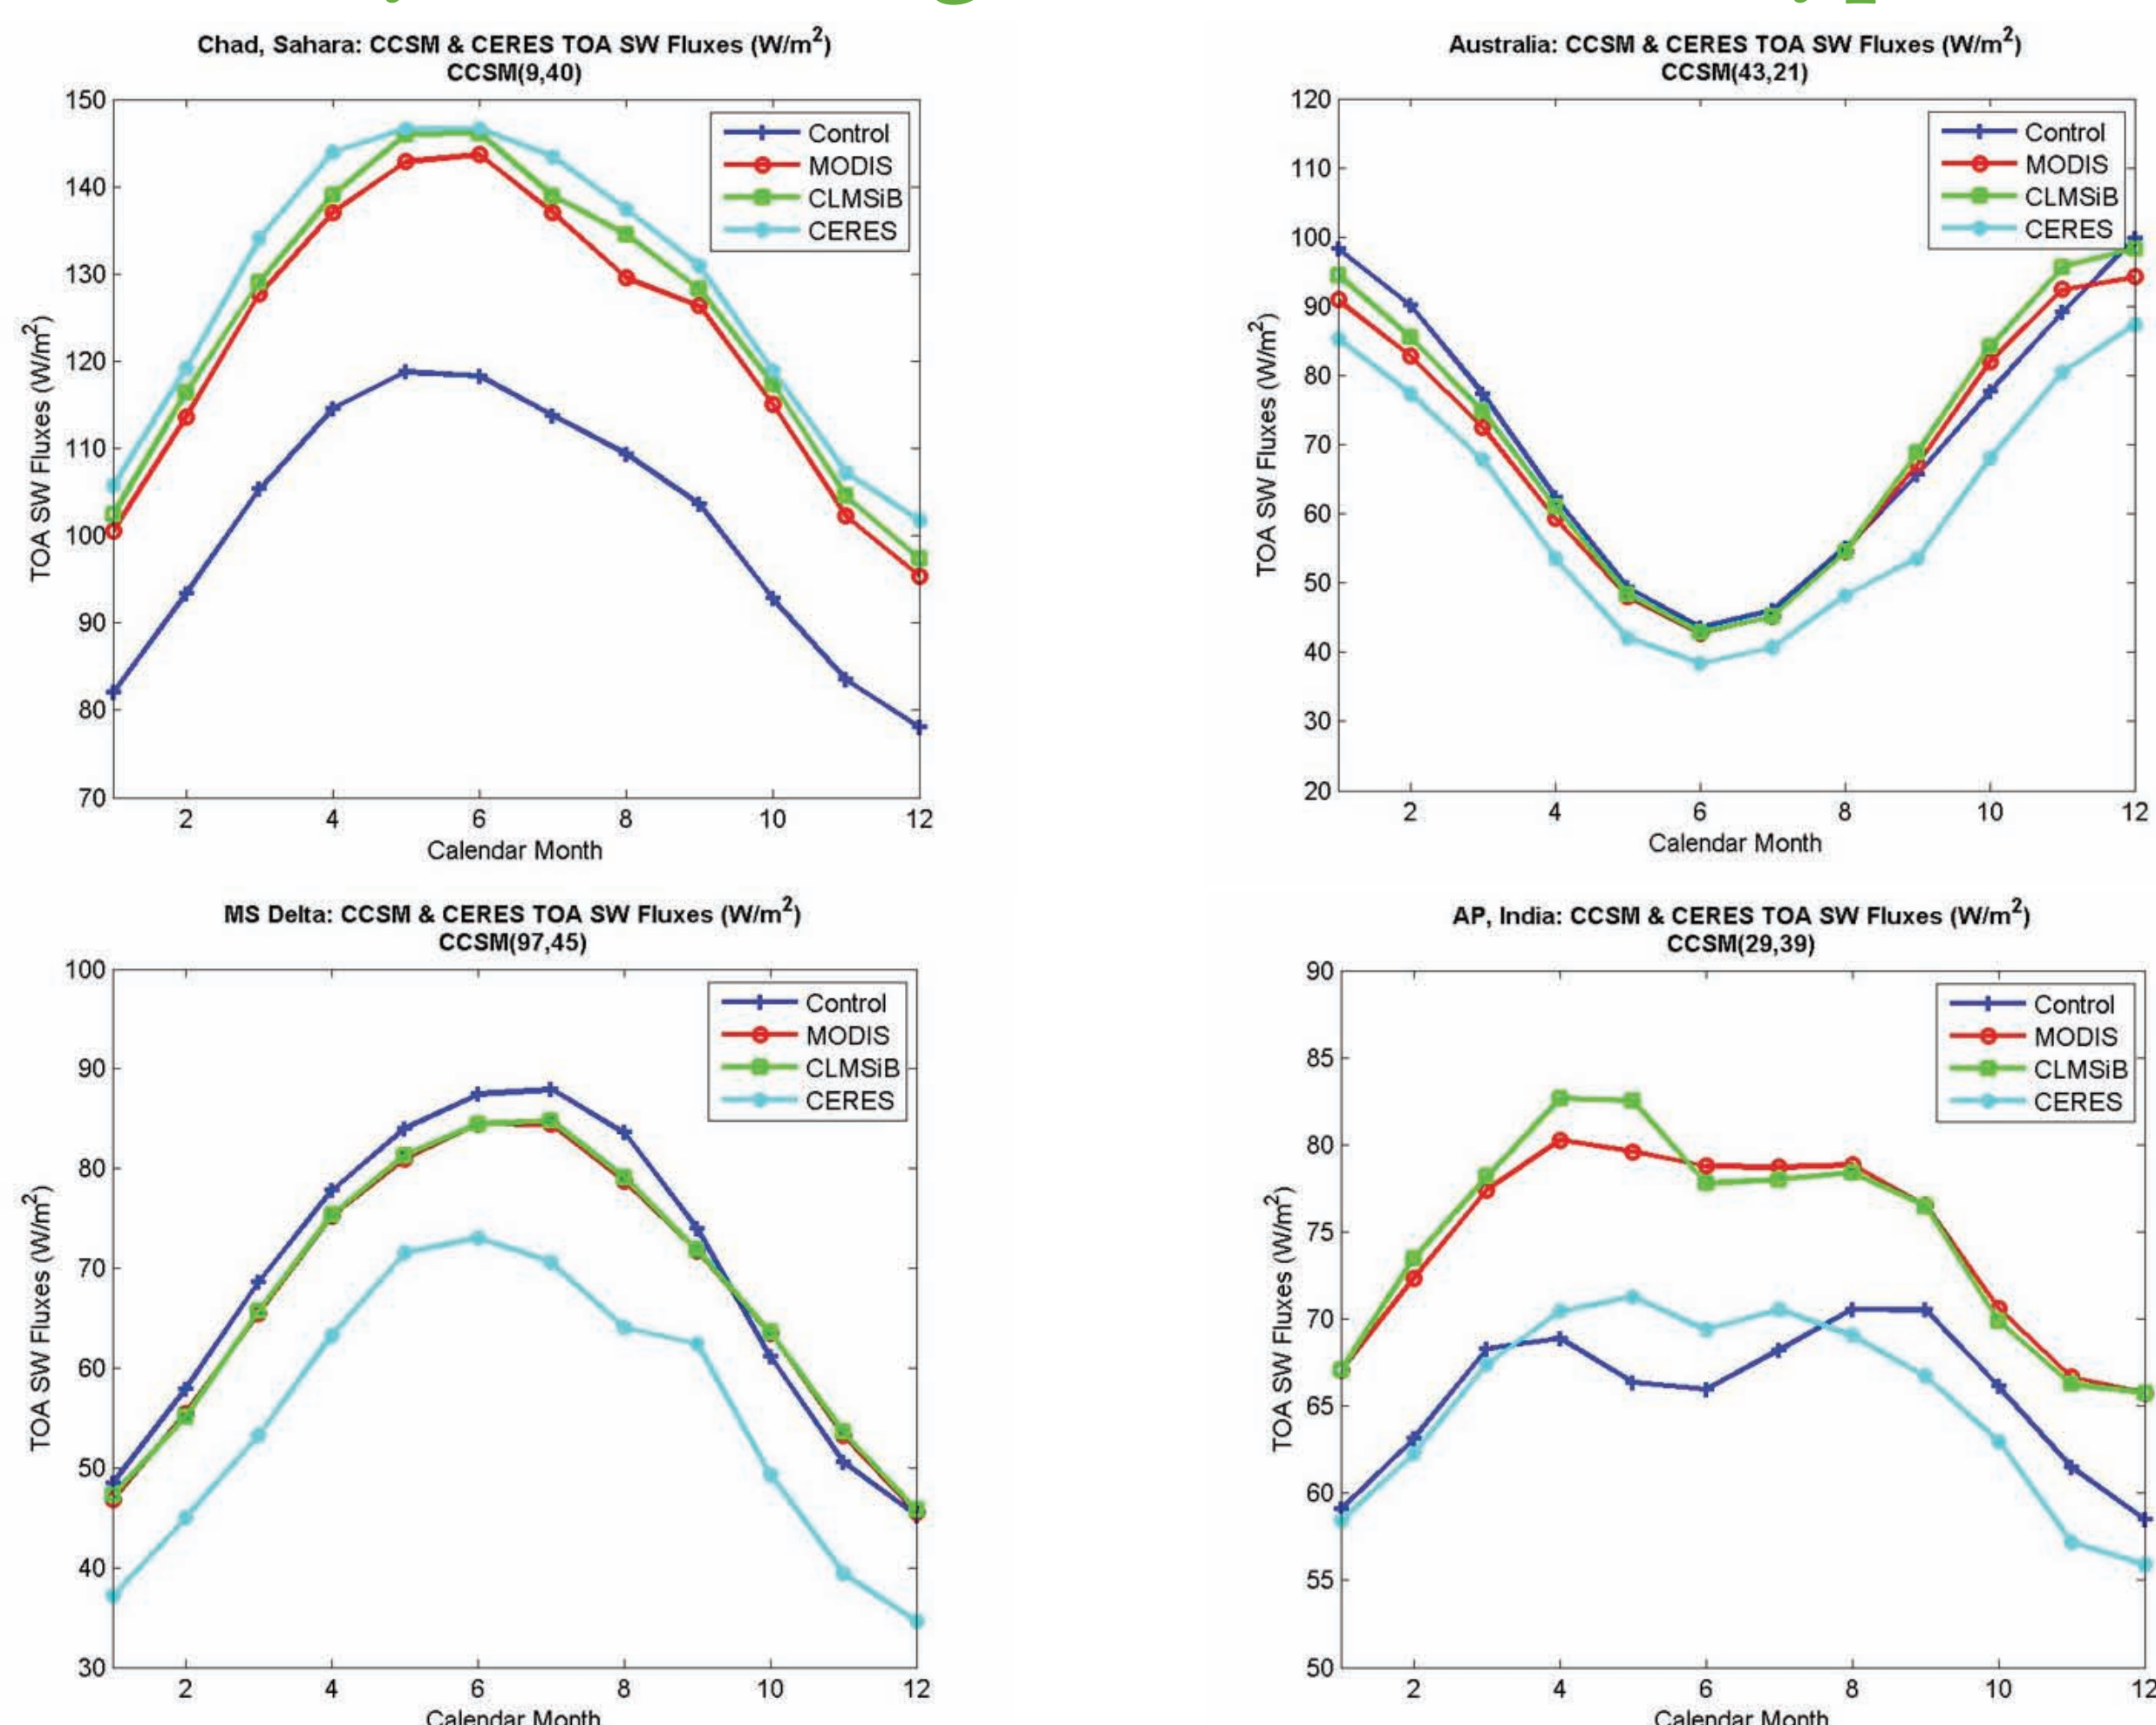 Chad, Sahara: CCSM & CERES TOA SW Fluxes (W/m²)
CCSM(9,40)
150
140
130
120
110
100
90
80
70
TOA SW Fluxes (W/m²)
Control
MODIS
CLMSiB
CERES
2 4 6 8 10 12
Calendar Month
Australia: CCSM & CERES TOA SW Fluxes (W/m²)
CCSM(43,21)
120
110
100
90
80
70
60
50
40
30
20
TOA SW Fluxes (W/m²)
Control
MODIS
CLMSiB
CERES
2 4 6 8 10 12
Calendar Month
MS Delta: CCSM & CERES TOA SW Fluxes (W/m²)
CCSM(97,45)
100
90
80
70
60
50
40
30
TOA SW Fluxes (W/m²)
Control
MODIS
CLMSiB
CERES
2 4 6 8 10 12
Calendar Month
AP, India: CCSM & CERES TOA SW Fluxes (W/m²)
CCSM(29,39)
90
85
80
75
70
65
60
55
50
TOA SW Fluxes (W/m²)
Control
MODIS
CLMSiB
CERES
2 4 6 8 10 12
Calendar Month